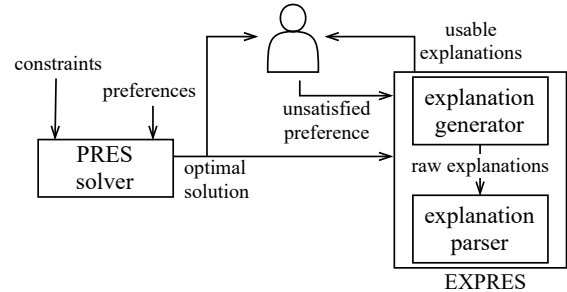 usable
explanations
constraints
preferences
unsatisfied
preference
explanation
generator
PRES
solver
optimal
solution
raw explanations
explanation
parser
EXPRES